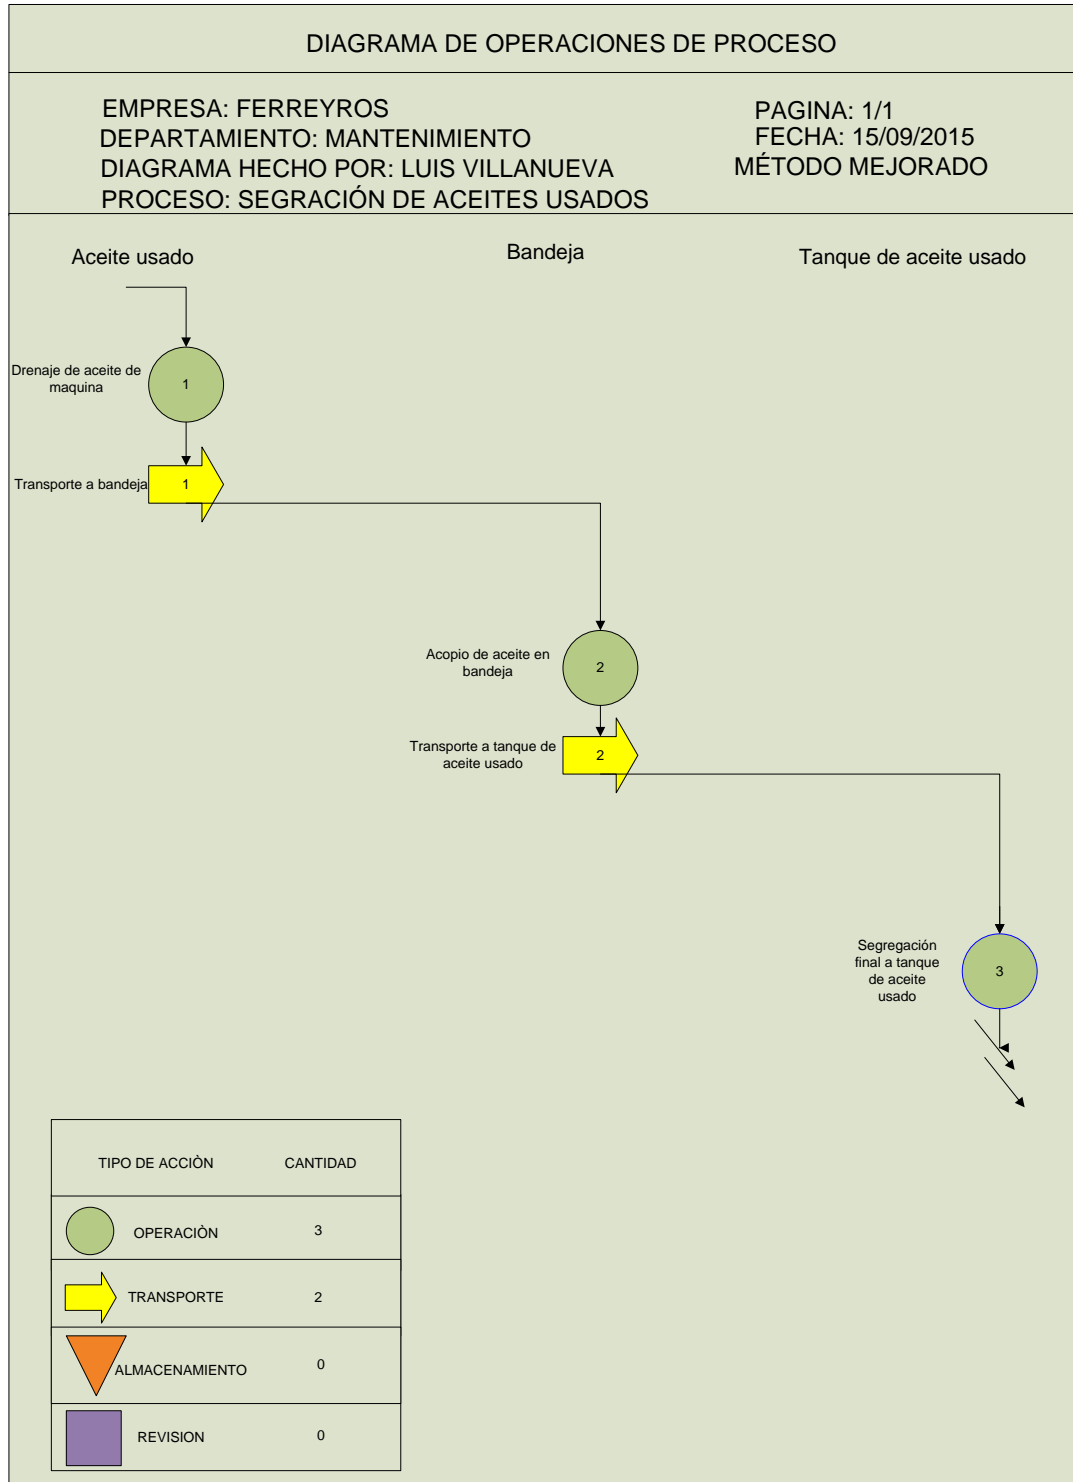 DIAGRAMA DE OPERACIONES DE PROCESO
EMPRESA: FERREYROS
DEPARTAMIENTO: MANTENIMIENTO
DIAGRAMA HECHO POR: LUIS VILLANUEVA
PROCESO: SEGRACIÓN DE ACEITES USADOS
PAGINA: 1/1
FECHA: 15/09/2015
MÉTODO MEJORADO
Aceite usado
Bandeja
Tanque de aceite usado
Drenaje de aceite de
maquina
1
Transporte a bandeja
1
Acopio de aceite en
bandeja
2
Transporte a tanque de
aceite usado
2
Segregación
final a tanque
de aceite
usado
3
TIPO DE ACCIÒN CANTIDAD
OPERACIÒN 3
TRANSPORTE 2
ALMACENAMIENTO 0
REVISION 0